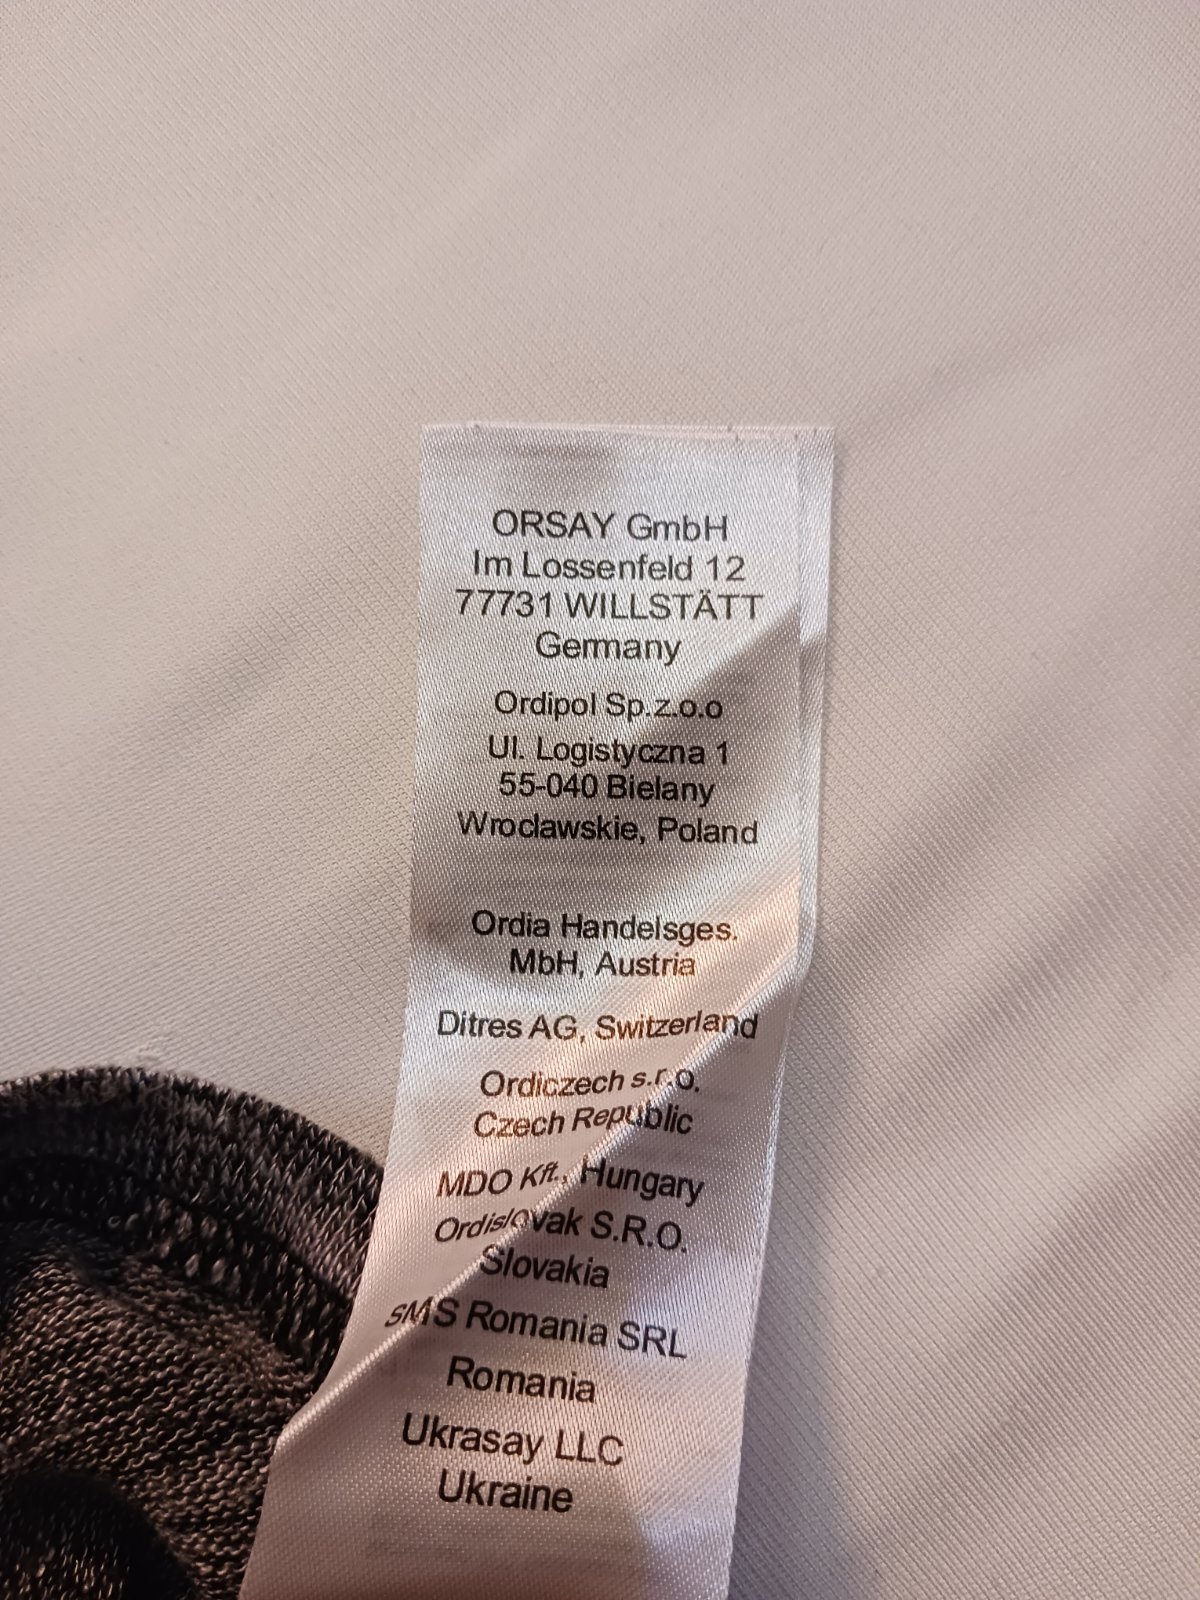 ORSAY GmbH
Im Lossenfeld 12
77731 WILLSTÄTT
Germany
Ordipol Sp.z.o.o
Ul. Logistyczna 1
55-040 Bielany
Wroclawskie, Poland
Ordia Handelsges.
MbH, Austria
Ditres AG, Switzerland
Ordiczech s.r.o.
Czech Republic
MDO Kft., Hungary
Ordislovak S.R.O.
Slovakia
SMS Romania SRL
Romania
Ukrasay LLC
Ukraine